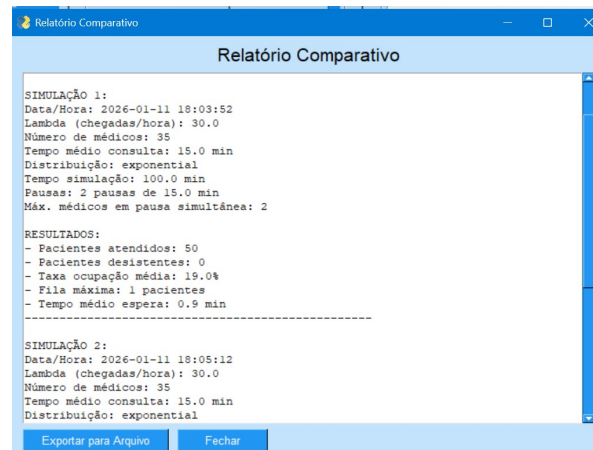 Relatório Comparativo
Relatório Comparativo
SIMULAÇÃO 1:
Data/Hora: 2026-01-11 18:03:52
Lambda (chegadas/hora): 30.0
Número de médicos: 35
Tempo médio consulta: 15.0 min
Distribuição: exponential
Tempo simulação: 100.0 min
Pausas: 2 pausas de 15.0 min
Máx. médicos em pausa simultânea: 2
RESULTADOS:
- Pacientes atendidos: 50
- Pacientes desistentes: 0
- Taxa ocupação média: 19.0%
- Fila máxima: 1 pacientes
- Tempo médio espera: 0.9 min
--------------------------------------------------
SIMULAÇÃO 2:
Data/Hora: 2026-01-11 18:05:12
Lambda (chegadas/hora): 30.0
Número de médicos: 35
Tempo médio consulta: 15.0 min
Distribuição: exponential
Exportar para Arquivo Fechar